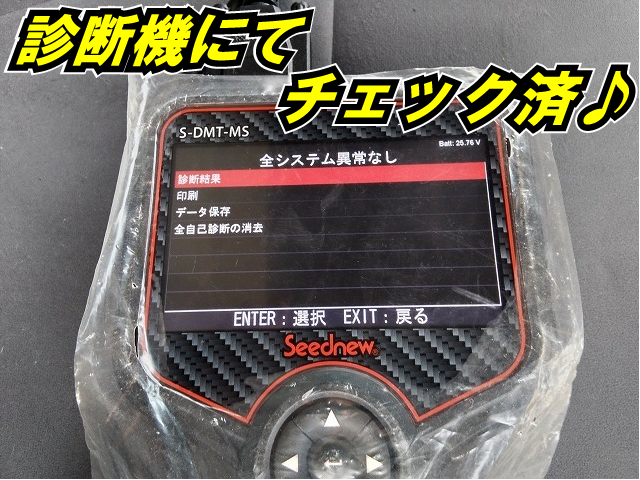 診断機にて
チェック済♪
S-DMT-MS
Batt: 25.76 V
全システム異常なし
診断結果
印刷
データ保存
全自己診断の消去
ENTER：選択 EXIT：戻る
Seednew®